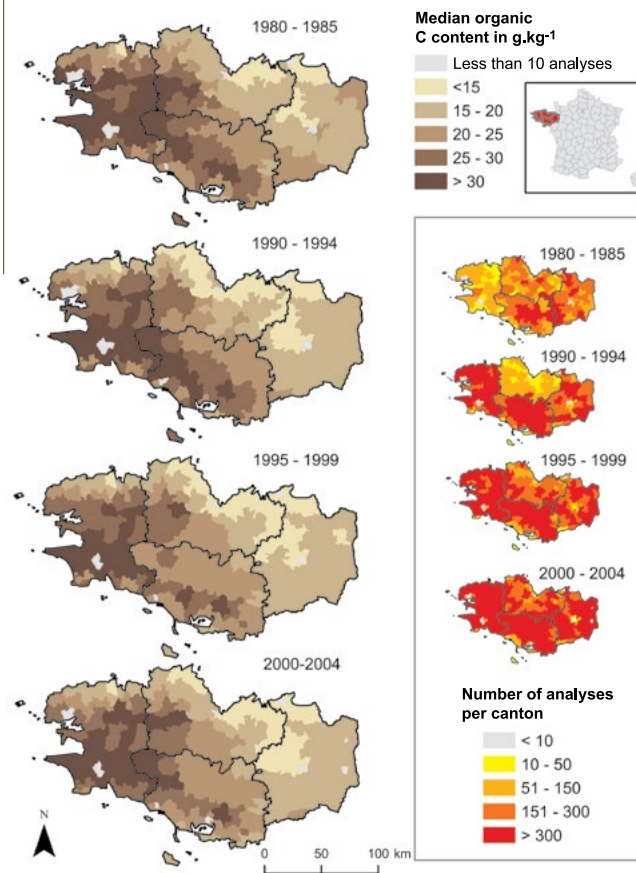 1980 - 1985
1990 - 1994
1995 - 1999
2000-2004
N
0 50 100 km
Median organic
C content in g.kg-1
Less than 10 analyses
<15
15 - 20
20 - 25
25 - 30
> 30
1980 - 1985
1990 - 1994
1995 - 1999
2000 - 2004
Number of analyses
per canton
< 10
10 - 50
51 - 150
151 - 300
> 300